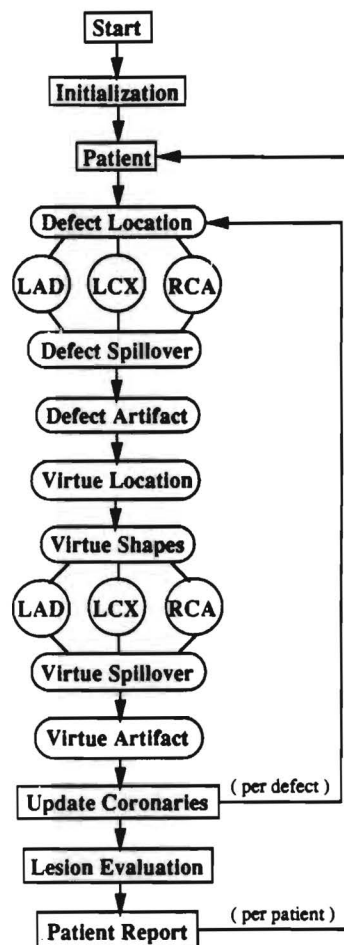 Start
Initialization
Patient
Defect Location
LAD LCX RCA
Defect Spillover
Defect Artifact
Virtue Location
Virtue Shapes
LAD LCX RCA
Virtue Spillover
Virtue Artifact
Update Coronaries ( per defect )
Lesion Evaluation
Patient Report ( per patient )